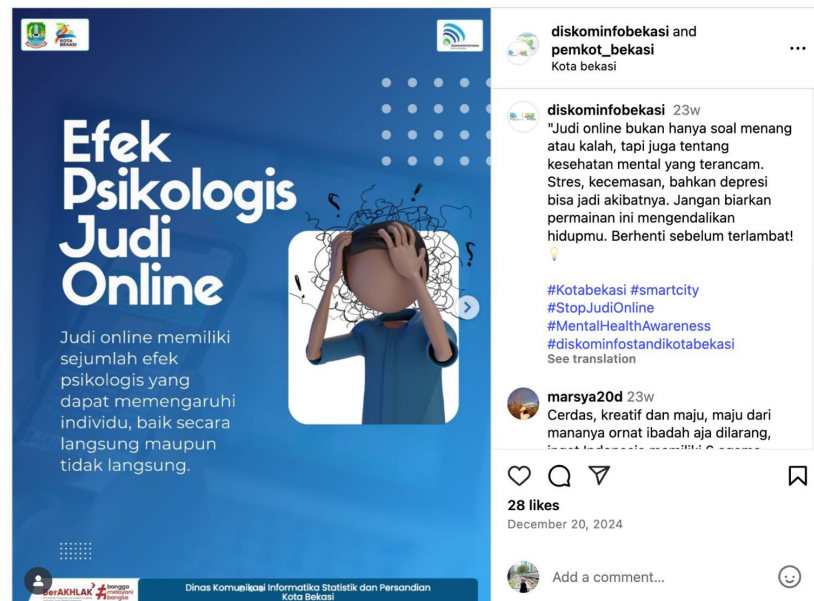 KOTA
BEKASI
Efek
Psikologis
Judi
Online
Judi online memiliki
sejumlah efek
psikologis yang
dapat memengaruhi
individu, baik secara
langsung maupun
tidak langsung.
BerAKHLAK
#bangga
melayani
bangsa
Dinas Komunikasi Informatika Statistik dan Persandian
Kota Bekasi
diskominfobekasi and
pemkot_bekasi
Kota bekasi
diskominfobekasi 23w
"Judi online bukan hanya soal menang
atau kalah, tapi juga tentang
kesehatan mental yang terancam.
Stres, kecemasan, bahkan depresi
bisa jadi akibatnya. Jangan biarkan
permainan ini mengendalikan
hidupmu. Berhenti sebelum terlambat!
#Kotabekasi #smartcity
#StopJudiOnline
#MentalHealthAwareness
#diskominfostandikotabekasi
See translation
marsya20d 23w
Cerdas, kreatif dan maju, maju dari
mananya ornat ibadah aja dilarang,
28 likes
December 20, 2024
Add a comment...